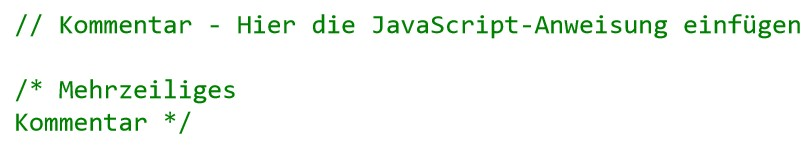 // Kommentar - Hier die JavaScript-Anweisung einfügen
/* Mehrzeiliges
Kommentar */